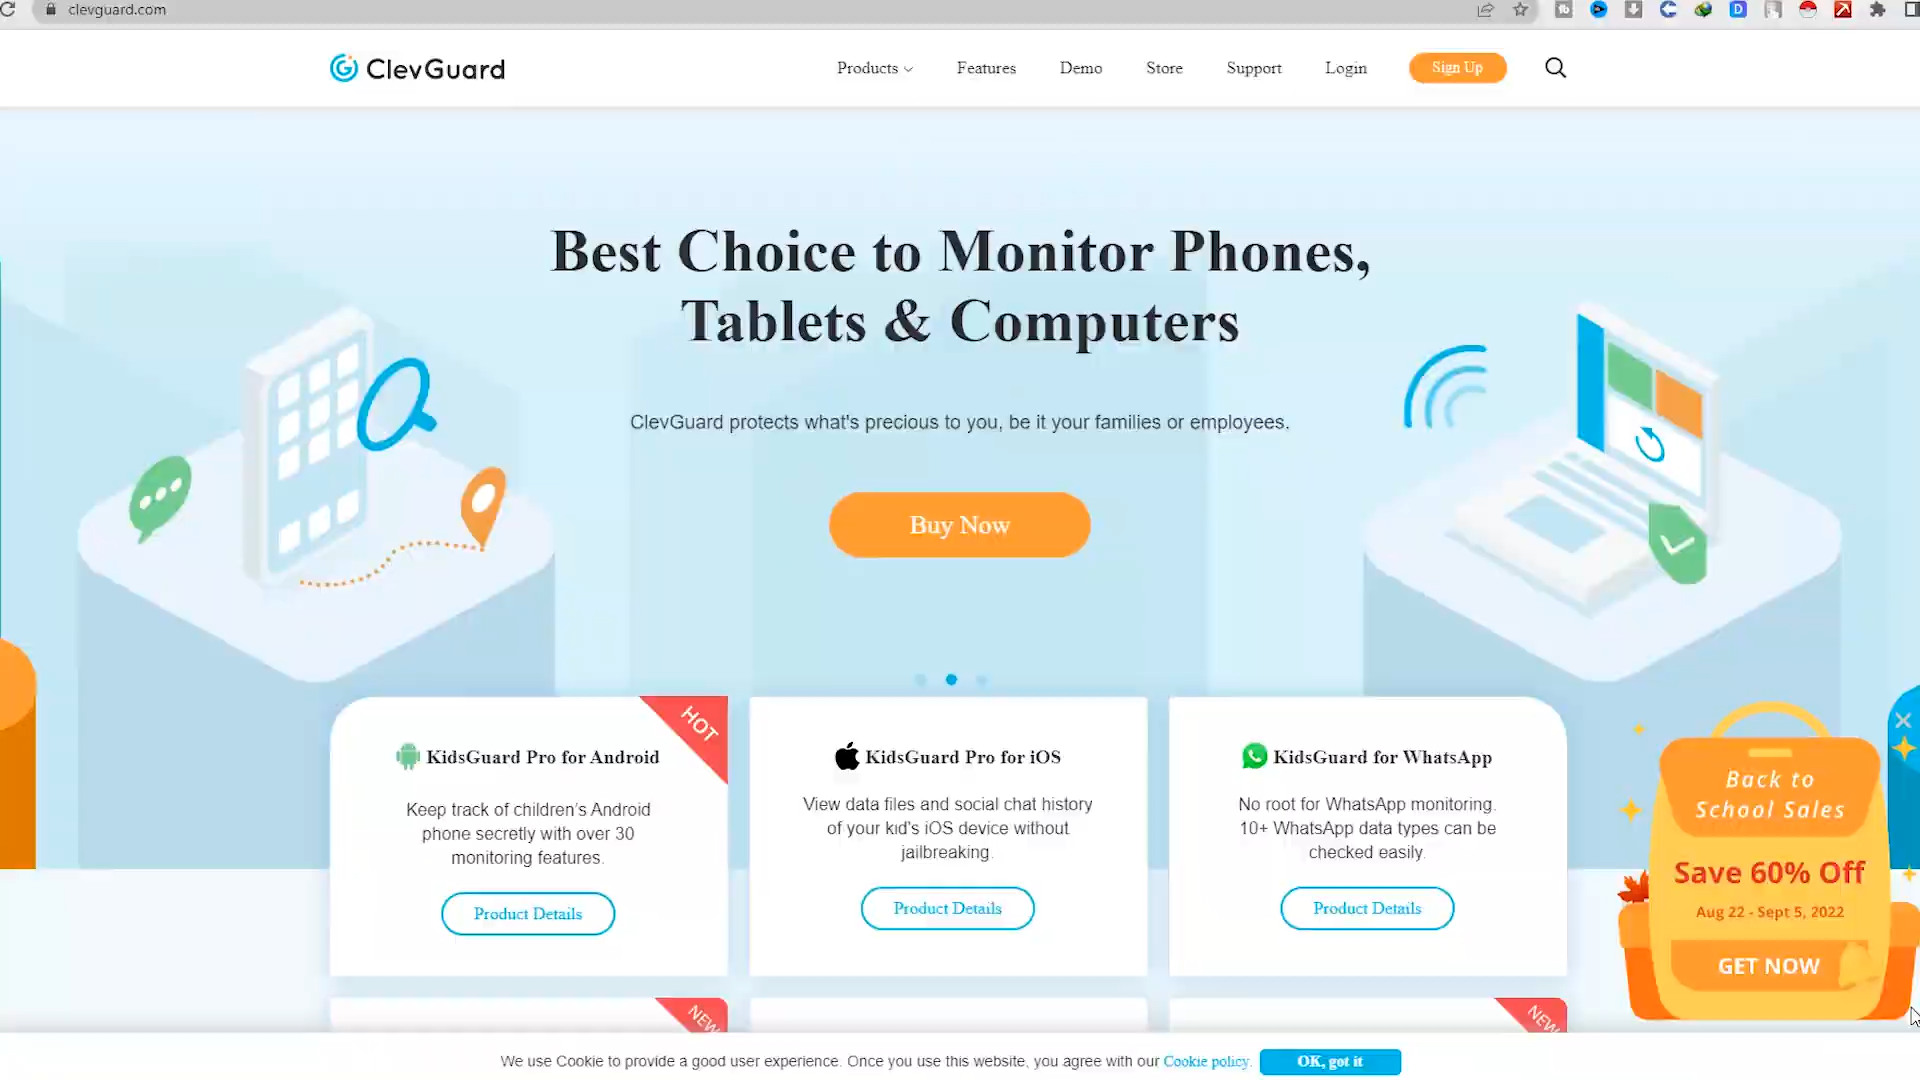 clevguard.com
ClevGuard
Products
Features
Demo
Store
Support
Login
Sign Up
Best Choice to Monitor Phones,
Tablets & Computers
ClevGuard protects what's precious to you, be it your families or employees.
Buy Now
HOT
KidsGuard Pro for Android
Keep track of children's Android
phone secretly with over 30
monitoring features.
Product Details
KidsGuard Pro for iOS
View data files and social chat history
of your kid's iOS device without
jailbreaking.
Product Details
KidsGuard for WhatsApp
No root for WhatsApp monitoring.
10+ WhatsApp data types can be
checked easily.
Product Details
Back to
School Sales
Save 60% Off
Aug 22 - Sept 5, 2022
GET NOW
NEW
NEW
We use Cookie to provide a good user experience. Once you use this website, you agree with our Cookie policy.
OK, got it